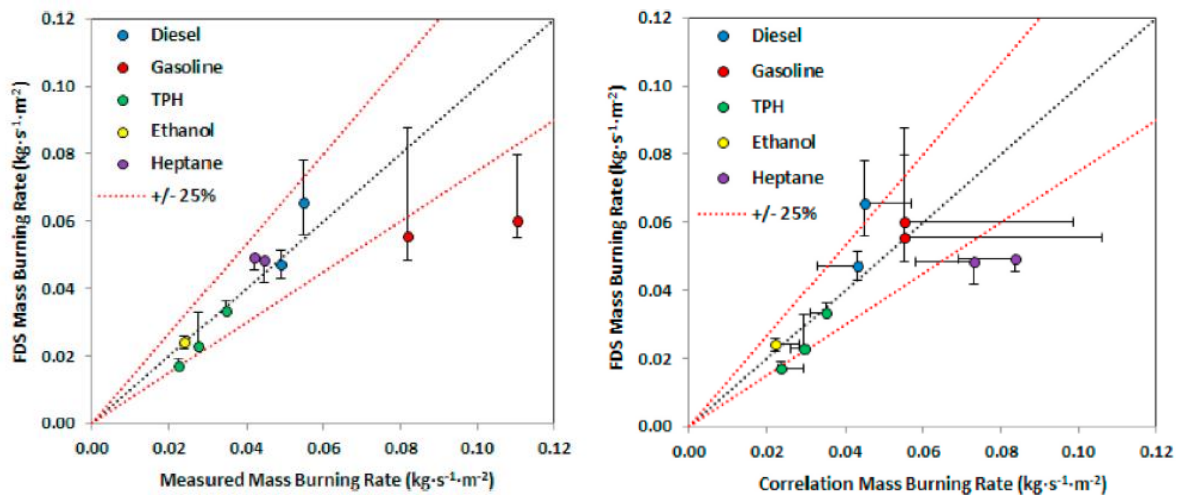 0.12
0.10
0.08
0.06
0.04
0.02
0.00
FDS Mass Burning Rate (kg·s⁻¹·m⁻²)
Diesel
Gasoline
TPH
Ethanol
Heptane
+/- 25%
0.00 0.02 0.04 0.06 0.08 0.10 0.12
Measured Mass Burning Rate (kg·s⁻¹·m⁻²)
0.12
0.10
0.08
0.06
0.04
0.02
0.00
FDS Mass Burning Rate (kg·s⁻¹·m⁻²)
Diesel
Gasoline
TPH
Ethanol
Heptane
+/- 25%
0.00 0.02 0.04 0.06 0.08 0.10 0.12
Correlation Mass Burning Rate (kg·s⁻¹·m⁻²)